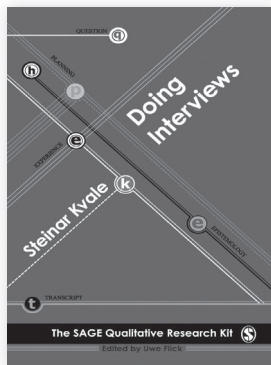 QUESTION
q
h
PLANNING
p
Doing
Interviews
EXPERIENCE
e
k
Steinar Kvale
e
EPISTEMOLOGY
t
TRANSCRIPT
The SAGE Qualitative Research Kit
S
Edited by Uwe Flick